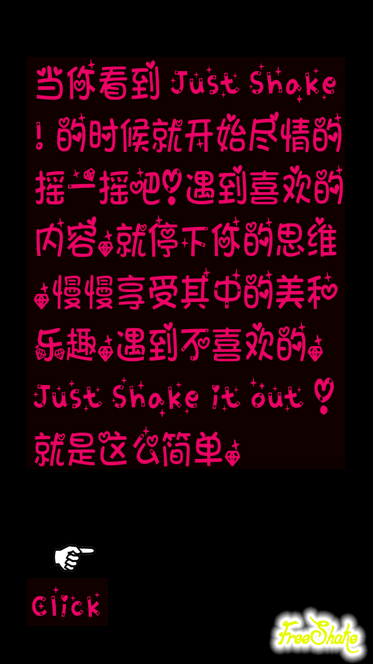 当你看到 Just Shake
！的时候就开始尽情的
摇一摇吧！遇到喜欢的
内容，就停下你的思维
，慢慢享受其中的美和
乐趣，遇到不喜欢的，
Just Shake it out！
就是这么简单。
Click
FreeShake